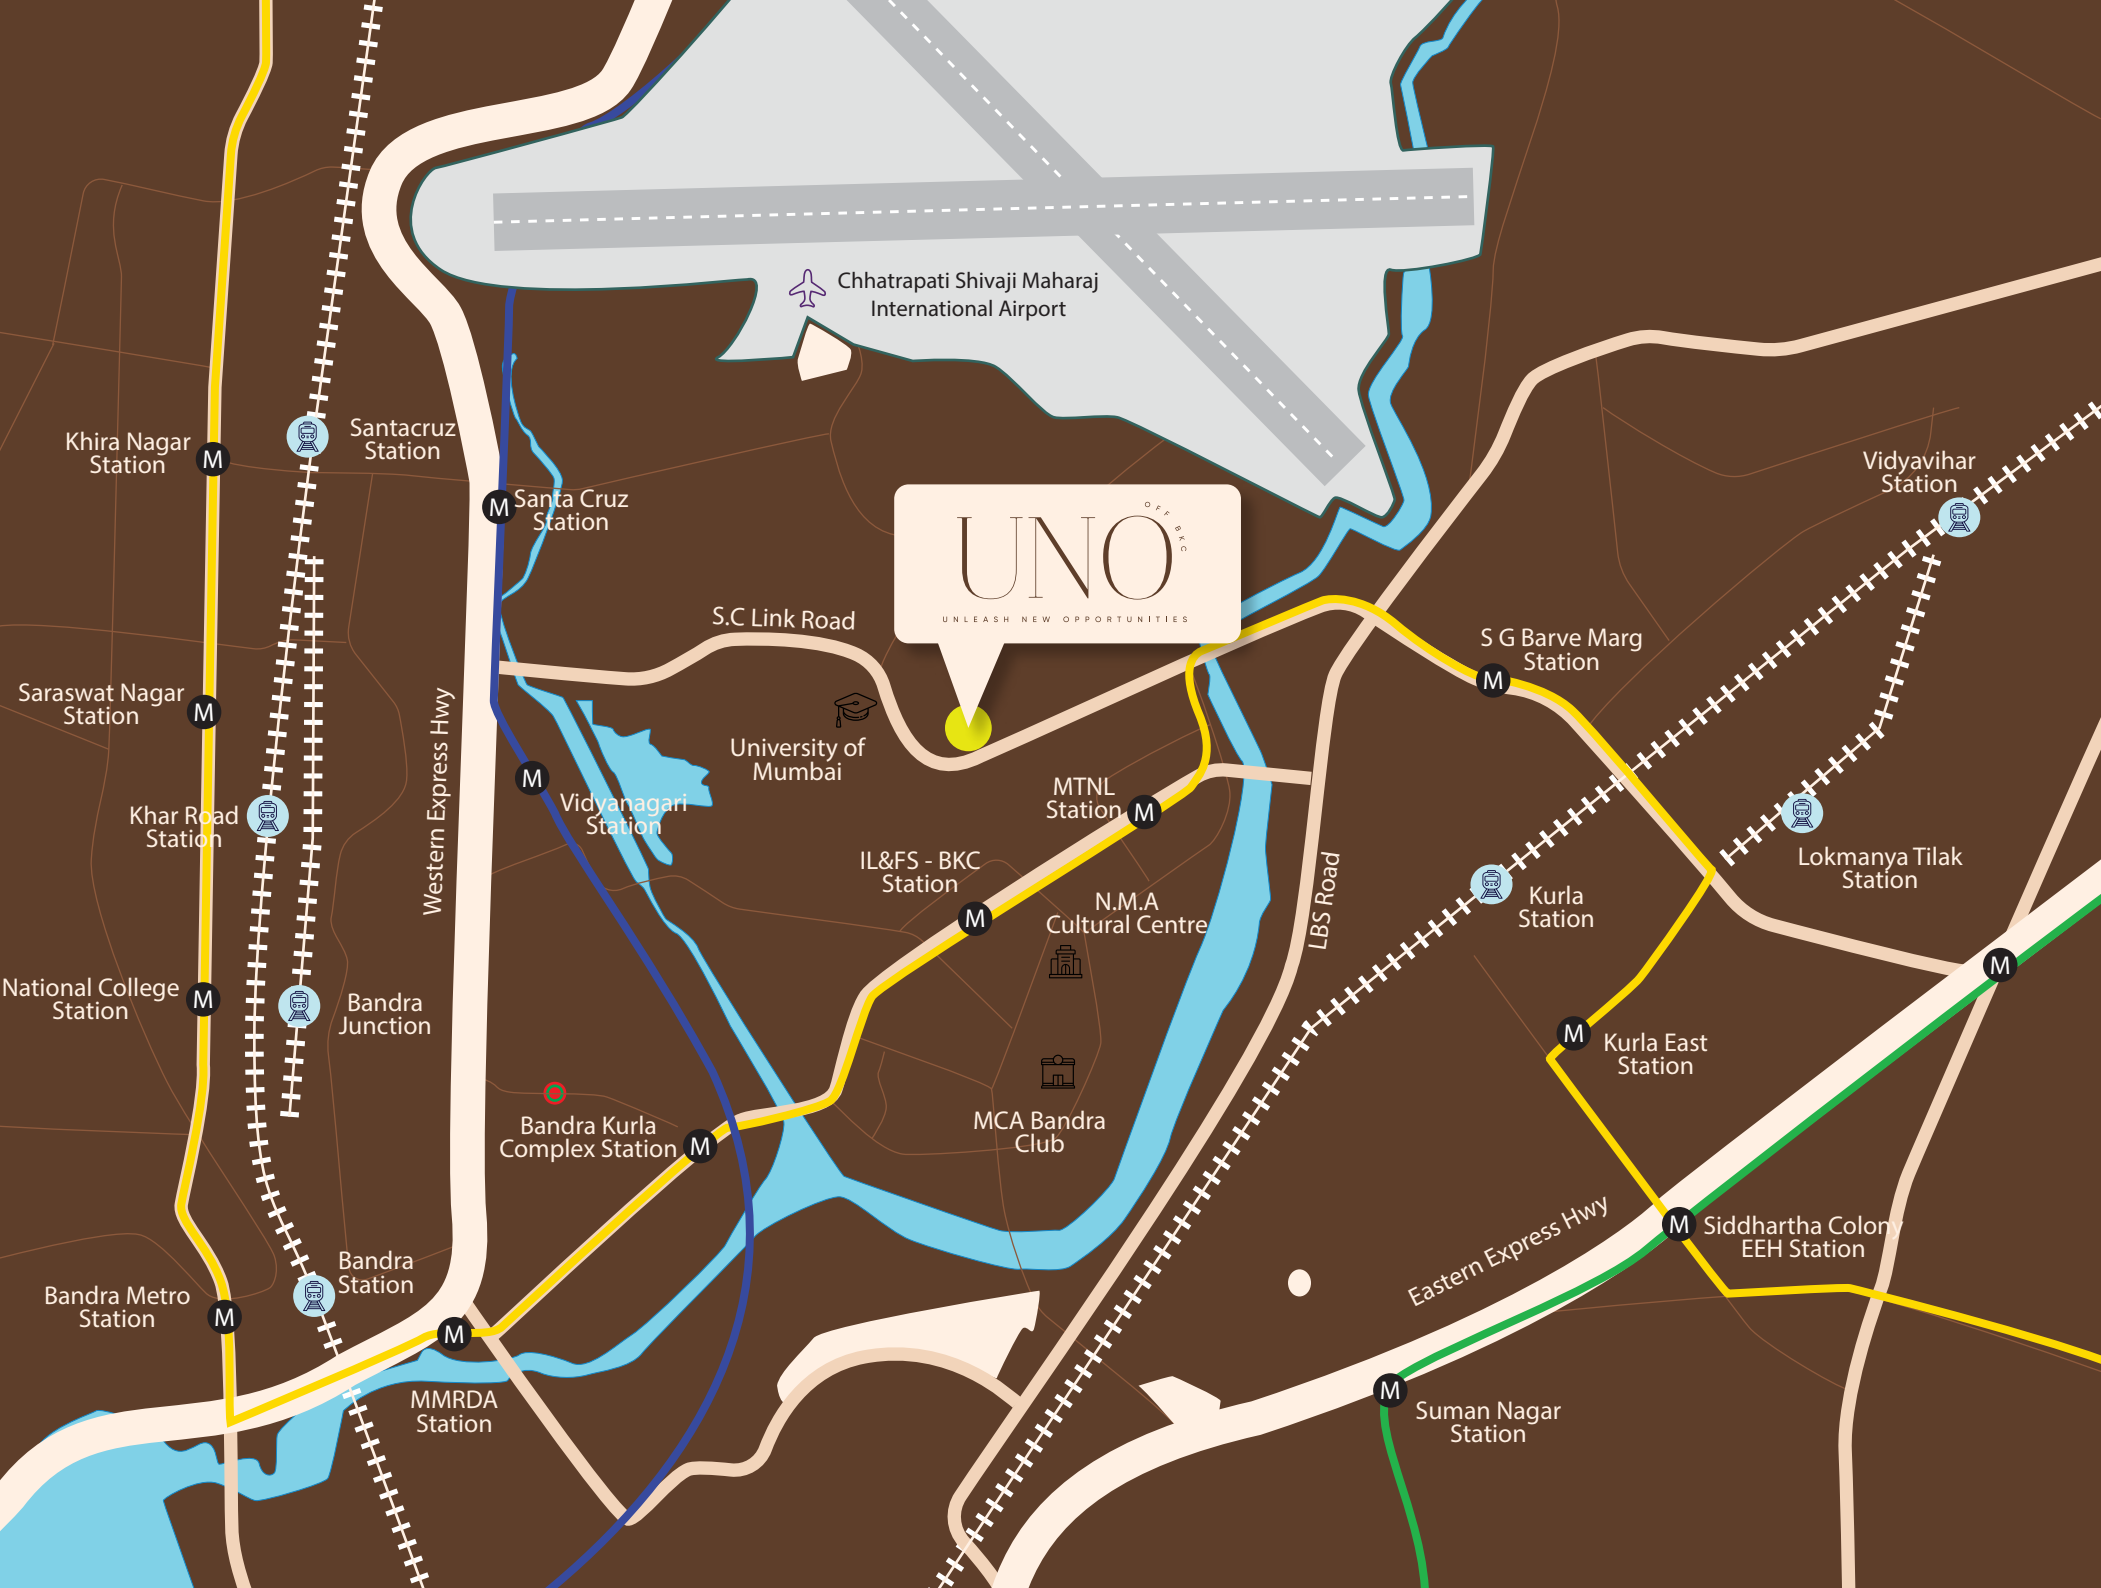 Chhatrapati Shivaji Maharaj
International Airport
Khira Nagar
Station
M
Santacruz
Station
M
Santa Cruz
Station
Vidyavihar
Station
OFF BKC
UNO
UNLEASH NEW OPPORTUNITIES
S.C Link Road
S G Barve Marg
Station
M
Saraswat Nagar
Station
M
Western Express Hwy
University of
Mumbai
M
Vidyanagari
Station
MTNL
Station
M
Khar Road
Station
IL&FS - BKC
Station
M
N.M.A
Cultural Centre
LBS Road
Kurla
Station
Lokmanya Tilak
Station
M
National College
Station
M
Bandra
Junction
M
Kurla East
Station
Bandra Kurla
Complex Station
M
MCA Bandra
Club
Eastern Express Hwy
M
Siddhartha Colony
EEH Station
Bandra
Station
Bandra Metro
Station
M
M
MMRDA
Station
M
Suman Nagar
Station